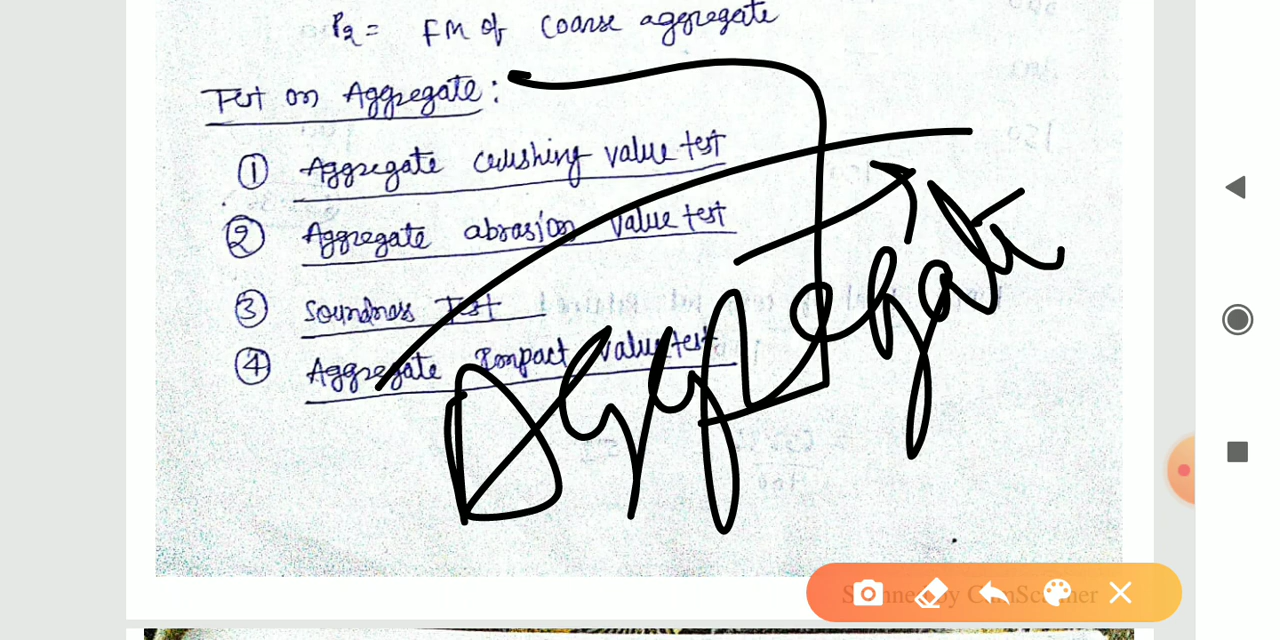 P2 = FM of coarse aggregate
Test on Aggregate:
① Aggregate crushing value test
② Aggregate abrasion value test
③ Soundness Test
④ Aggregate Impact value test
Aggregate
Scanned by CamScanner